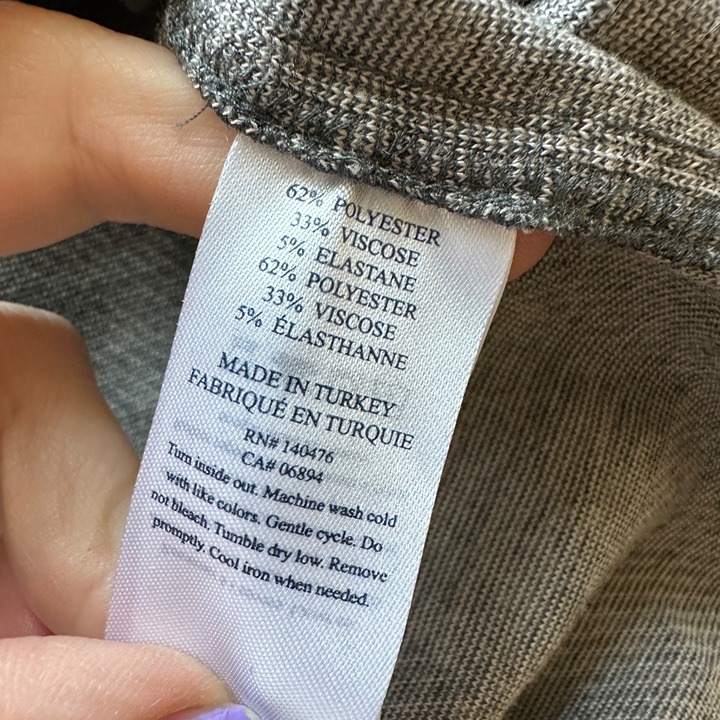 62% POLYESTER
33% VISCOSE
5% ELASTANE
62% POLYESTER
33% VISCOSE
5% ÉLASTHANNE
MADE IN TURKEY
FABRIQUÉ EN TURQUIE
RN# 140476
CA# 06894
Turn inside out. Machine wash cold
with like colors. Gentle cycle. Do
not bleach. Tumble dry low. Remove
promptly. Cool iron when needed.